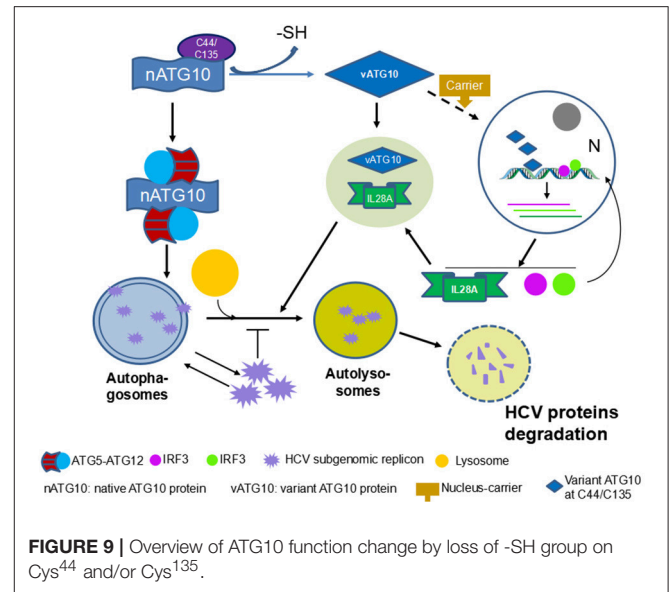 C44/
C135
-SH
nATG10
vATG10
Carrier
N
nATG10
vATG10
IL28A
IL28A
Autopha-
gosomes
Autolyso-
somes
HCV proteins
degradation
ATG5-ATG12 IRF3 IRF3 HCV subgenomic replicon Lysosome
nATG10: native ATG10 protein vATG10: variant ATG10 protein Nucleus-carrier Variant ATG10
at C44/C135
FIGURE 9 | Overview of ATG10 function change by loss of -SH group on
Cys44 and/or Cys135.